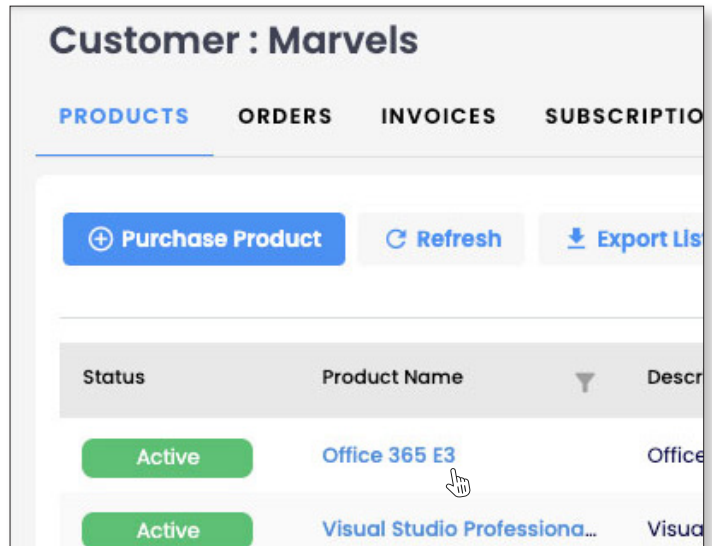 Customer : Marvels
PRODUCTS ORDERS INVOICES SUBSCRIPTIO
Purchase Product Refresh Export Lis
Status Product Name Descr
Active Office 365 E3 Office
Active Visual Studio Professiona... Visua